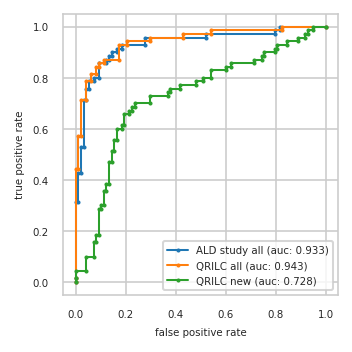 1.0
0.8
0.6
0.4
0.2
0.0
true positive rate
ALD study all (auc: 0.933)
QRILC all (auc: 0.943)
QRILC new (auc: 0.728)
0.0 0.2 0.4 0.6 0.8 1.0
false positive rate